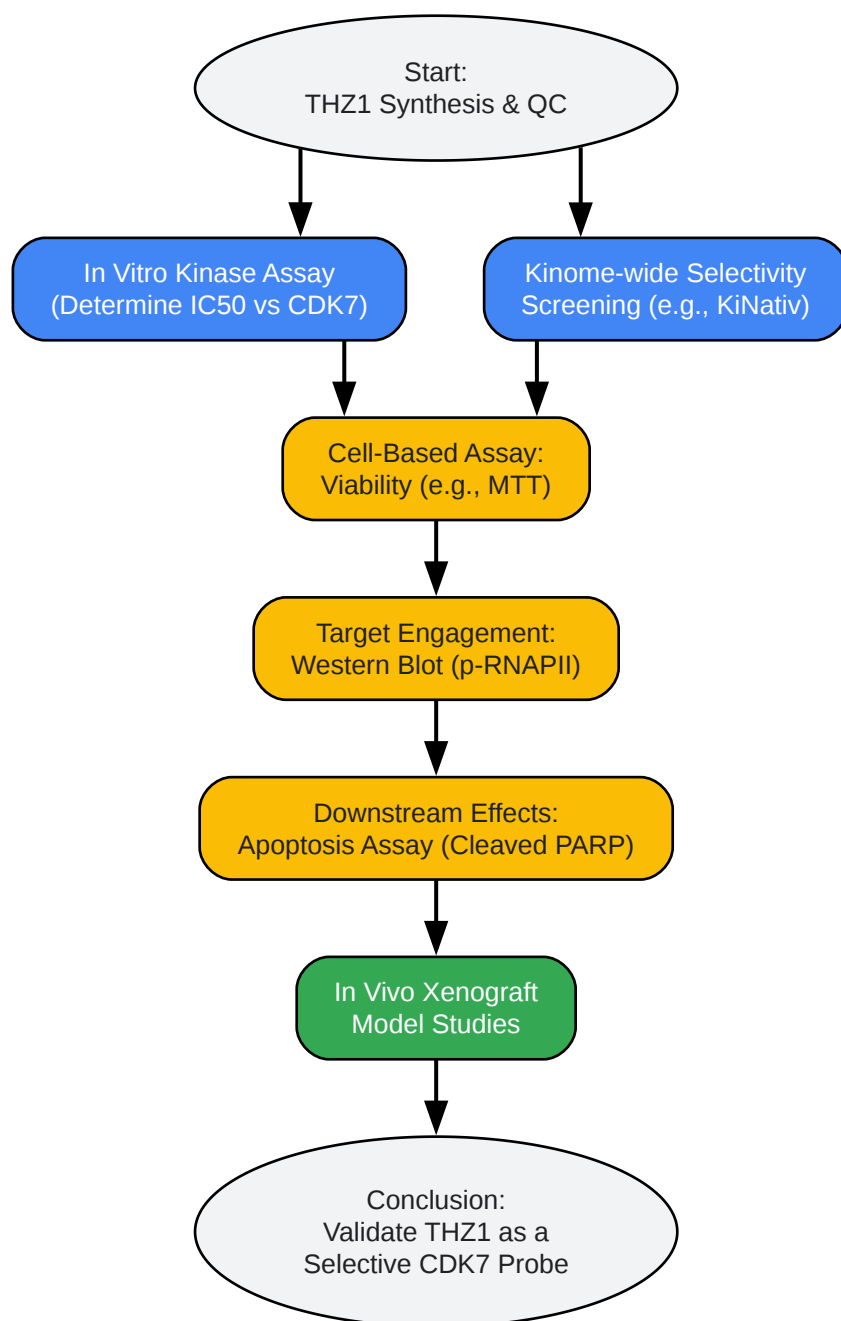 Start:
THZ1 Synthesis & QC
In Vitro Kinase Assay
(Determine IC50 vs CDK7)
Kinome-wide Selectivity
Screening (e.g., KiNativ)
Cell-Based Assay:
Viability (e.g., MTT)
Target Engagement:
Western Blot (p-RNAPII)
Downstream Effects:
Apoptosis Assay (Cleaved PARP)
In Vivo Xenograft
Model Studies
Conclusion:
Validate THZ1 as a
Selective CDK7 Probe